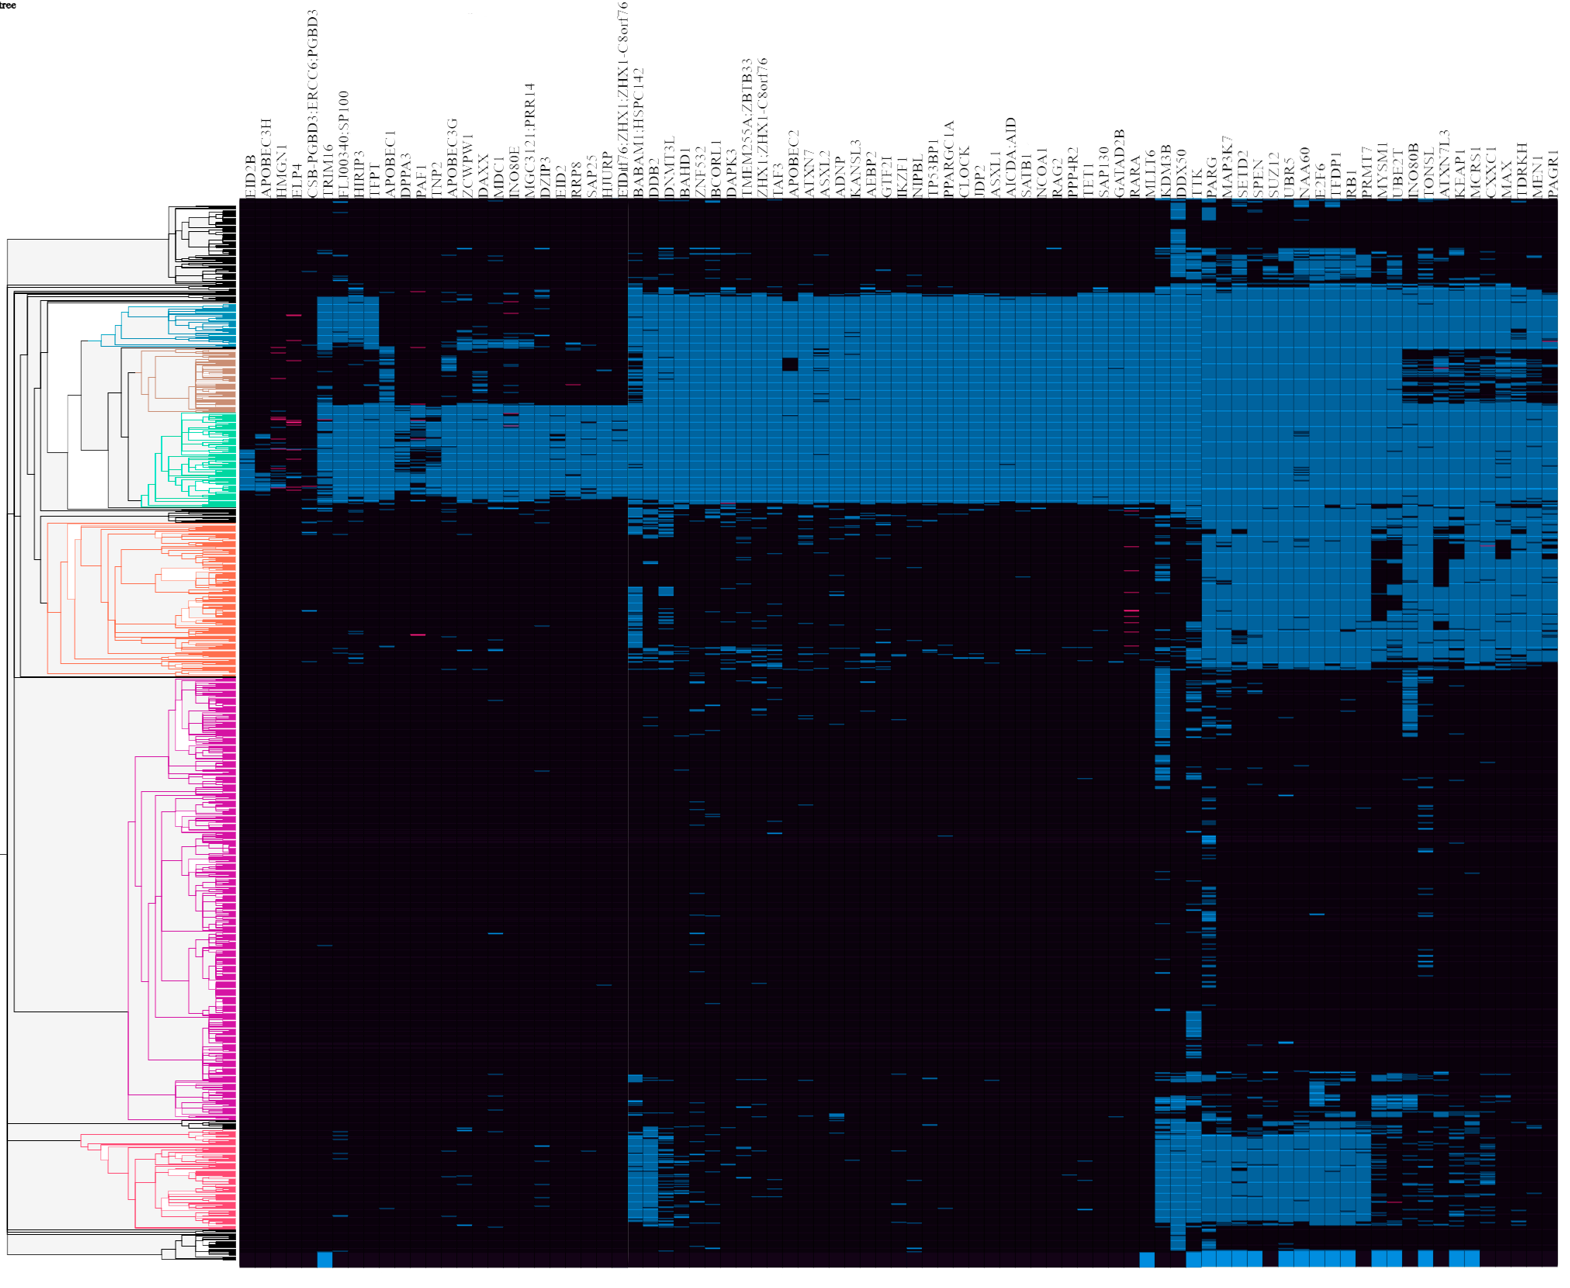 tree
EID2B
APOBEC3H
HMGN1
ELP4
CSB-PGBD3:ERCC6:PGBD3
TRIM16
FLJ00340:SP100
HIRIP3
TFPT
APOBEC1
DPPA3
PAF1
TNP2
APOBEC3G
ZCWPW1
DAXX
MDC1
INO80E
MGC3121:PRR14
DZIP3
EID2
RRP8
SAP25
HJURP
BABAM1:HSPC142
DDB2
DNMT3L
BAHD1
ZNF532
BCORL1
DAPK3
TMEM255A:ZBTB33
ZHX1:ZHX1-C8orf76
TAF3
APOBEC2
ATXN7
ASXL2
ADNP
KANSL3
AEBP2
GTF2I
IKZF1
NIPBL
TP53BP1
PPARGC1A
CLOCK
JDP2
ASXL1
AICDA:AID
SATB1
NCOA1
RAG2
PPP4R2
TET1
SAP130
GATAD2B
RARA
MLLT6
KDM3B
DDX50
TTK
PARG
MAP3K7
SETD2
SPEN
SUZ12
UBR5
NAA60
E2F6
TFDP1
RB1
PRMT7
MYSM1
UBE2T
INO80B
TONSL
ATXN7L3
KEAP1
MCRS1
CXXC1
MAX
TDRKH
MEN1
PAGR1